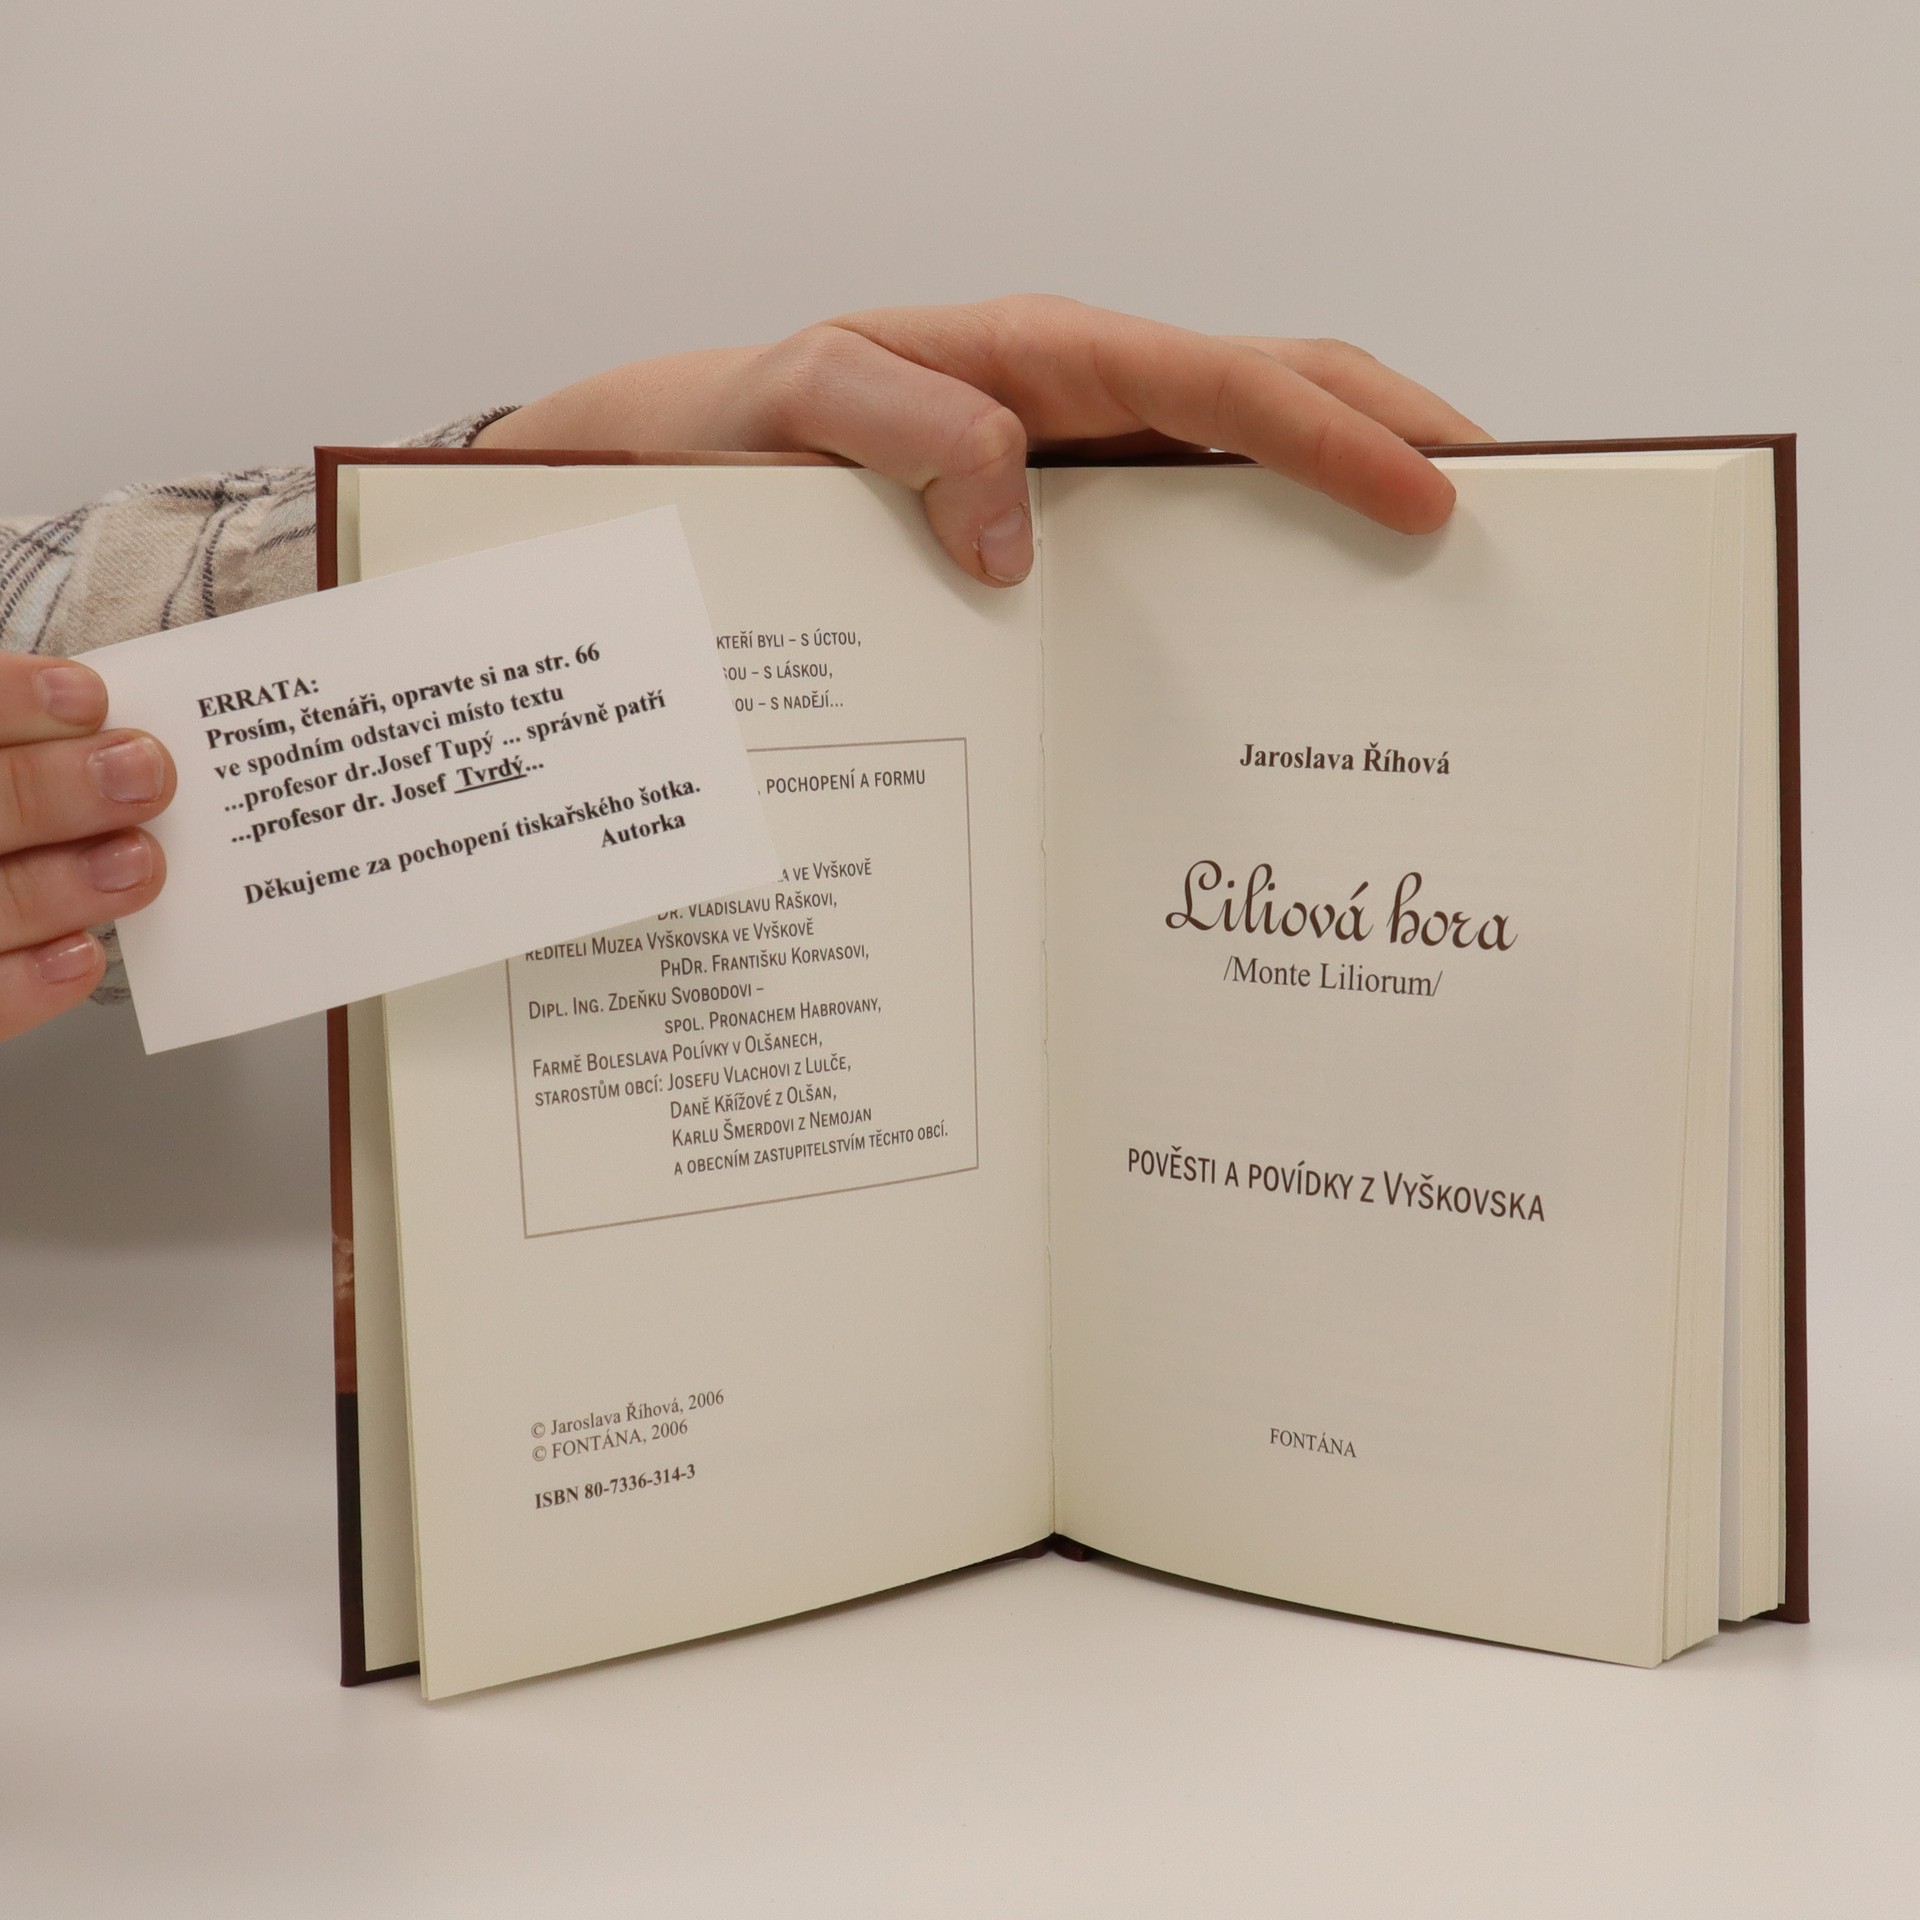 ERRATA:
Prosím, čtenáři, opravte si na str. 66
ve spodním odstavci místo textu
...profesor dr.Josef Tupý ... správně patří
...profesor dr. Josef Tvrdý...
Děkujeme za pochopení tiskařského šotka.
Autorka
KTEŘÍ BYLI – S ÚCTOU,
– S LÁSKOU,
– S NADĚJÍ...
, POCHOPENÍ A FORMU
VE VYŠKOVĚ
DR. VLADISLAVU RAŠKOVI,
ŘEDITELI MUZEA VYŠKOVSKA VE VYŠKOVĚ
PHDR. FRANTIŠKU KORVASOVI,
DIPL. ING. ZDEŇKU SVOBODOVI –
SPOL. PRONACHEM HABROVANY,
FARMĚ BOLESLAVA POLÍVKY V OLŠANECH,
STAROSTŮM OBCÍ: JOSEFU VLACHOVI Z LULČE,
DANĚ KŘÍŽOVÉ Z OLŠAN,
KARLU ŠMERDOVI Z NEMOJAN
A OBECNÍM ZASTUPITELSTVÍM TĚCHTO OBCÍ.
© Jaroslava Říhová, 2006
© FONTÁNA, 2006
ISBN 80-7336-314-3
Jaroslava Říhová
Liliová hora
/Monte Liliorum/
POVĚSTI A POVÍDKY Z VYŠKOVSKA
FONTÁNA